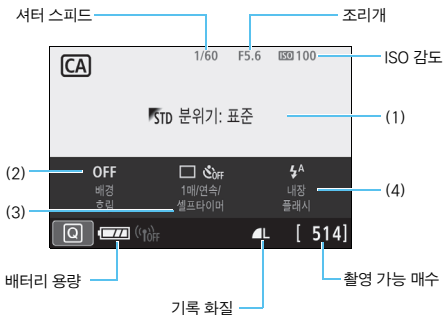 셔터 스피드
조리개
1/60 F5.6 ISO 100
ISO 감도
CA
STD 분위기: 표준
(1)
(2)
OFF
OFF
A
배경
흐림
1매/연속/
셀프타이머
내장
플래시
(4)
(3)
Q
OFF
L
[ 514]
배터리 용량
기록 화질
촬영 가능 매수